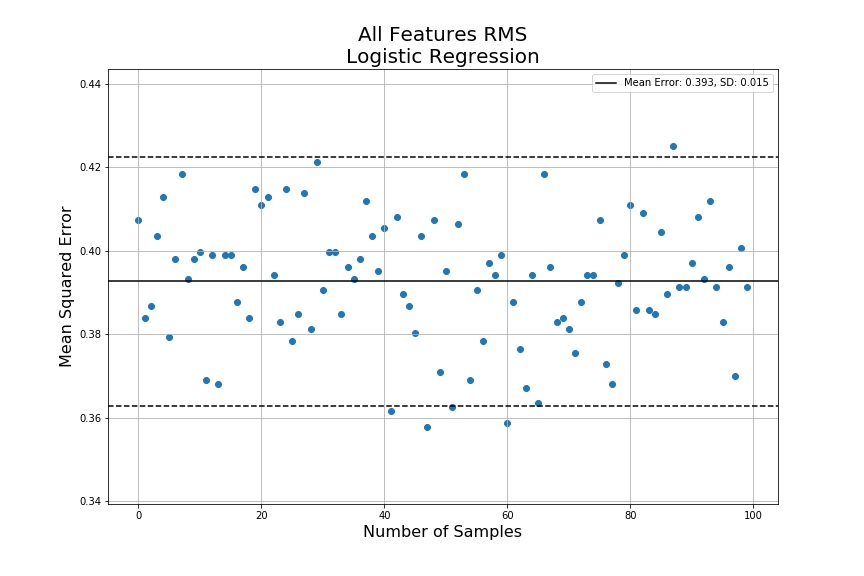 All Features RMS
Logistic Regression
Mean Error: 0.393, SD: 0.015
Mean Squared Error
0.44
0.42
0.40
0.38
0.36
0.34
0
20
40
60
80
100
Number of Samples